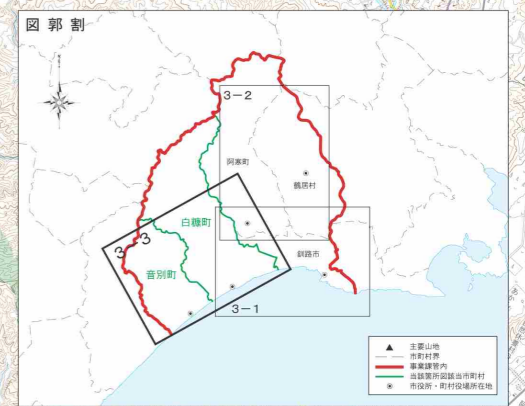 図郭割
3-2
阿寒町
鶴居村
白糠町
3-3
釧路市
音別町
3-1
主要山地
市町村界
事業課管内
当該箇所図該当市町村
市役所・町村役場所在地